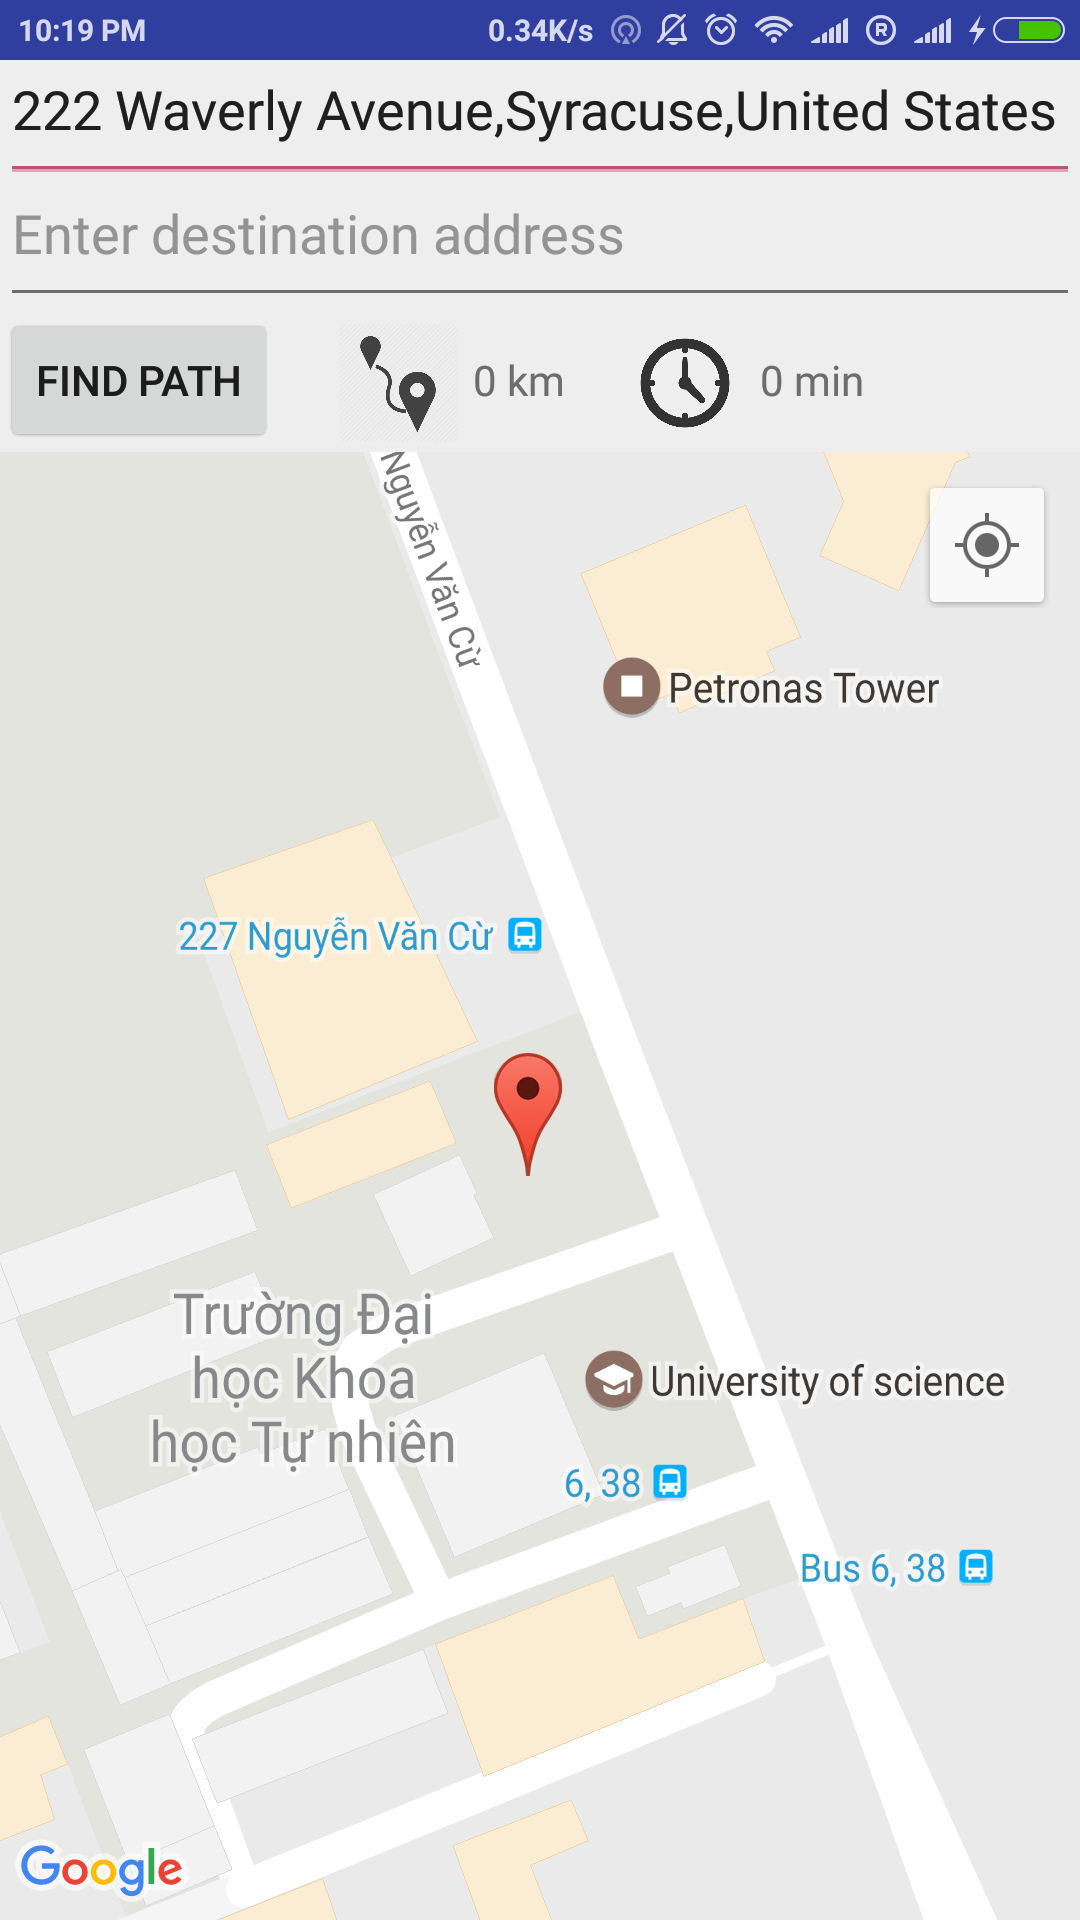 10:19 PM 0.34K/s R
222 Waverly Avenue,Syracuse,United States
Enter destination address
FIND PATH 0 km 0 min
Nguyễn Văn Cừ
Petronas Tower
227 Nguyễn Văn Cừ
Trường Đại
học Khoa
học Tự nhiên
University of science
6, 38
Bus 6, 38
Google